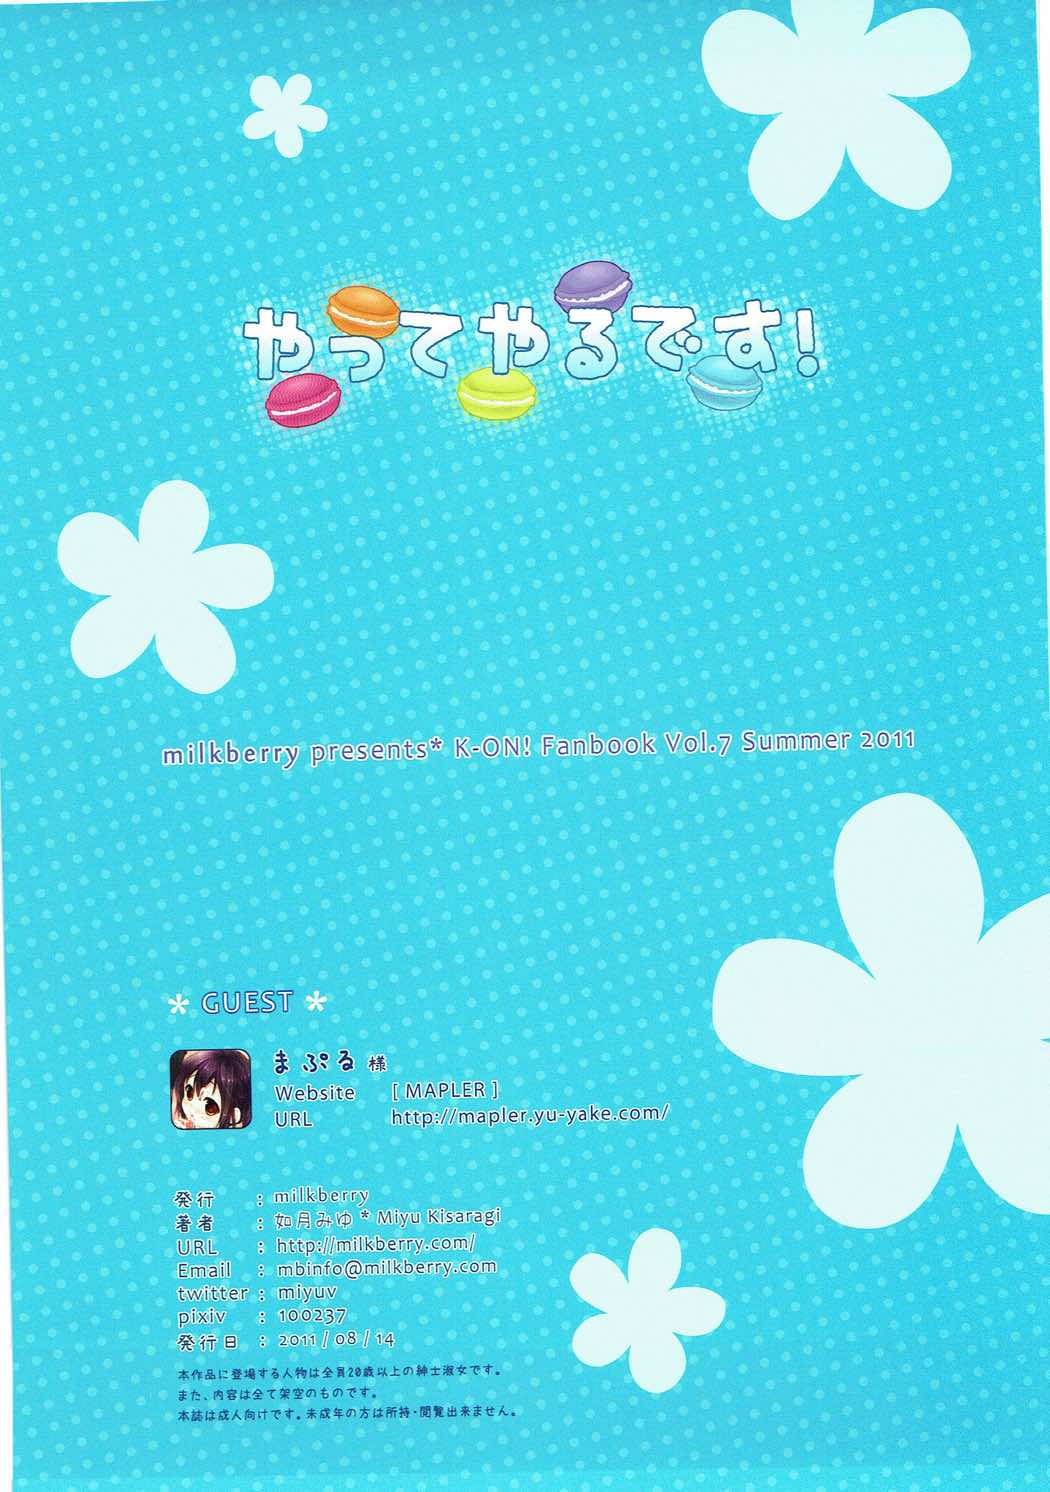 やってやるです!
milkberry presents* K-ON! Fanbook Vol.7 Summer 2011
* GUEST *
まぷる 様
Website [ MAPLER ]
URL http://mapler.yu-yake.com/
発行 : milkberry
著者 : 如月みゆ * Miyu Kisaragi
URL : http://milkberry.com/
Email : mbinfo@milkberry.com
twitter : miyuv
pixiv : 100237
発行日 : 2011 / 08 / 14
本作品に登場する人物は全員20歳以上の紳士淑女です。
また、内容は全て架空のものです。
本誌は成人向けです。未成年の方は所持・閲覧出来ません。